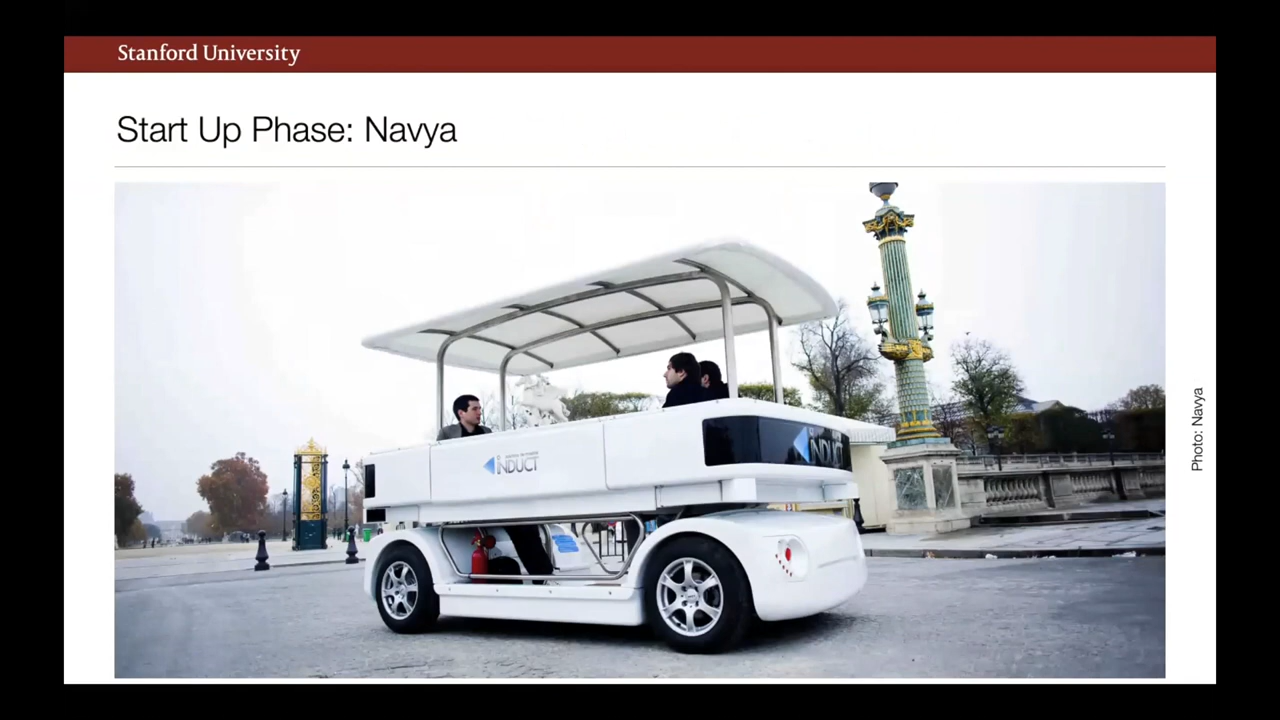 Stanford University
Start Up Phase: Navya
INDUCT
INDUCT
Photo: Navya